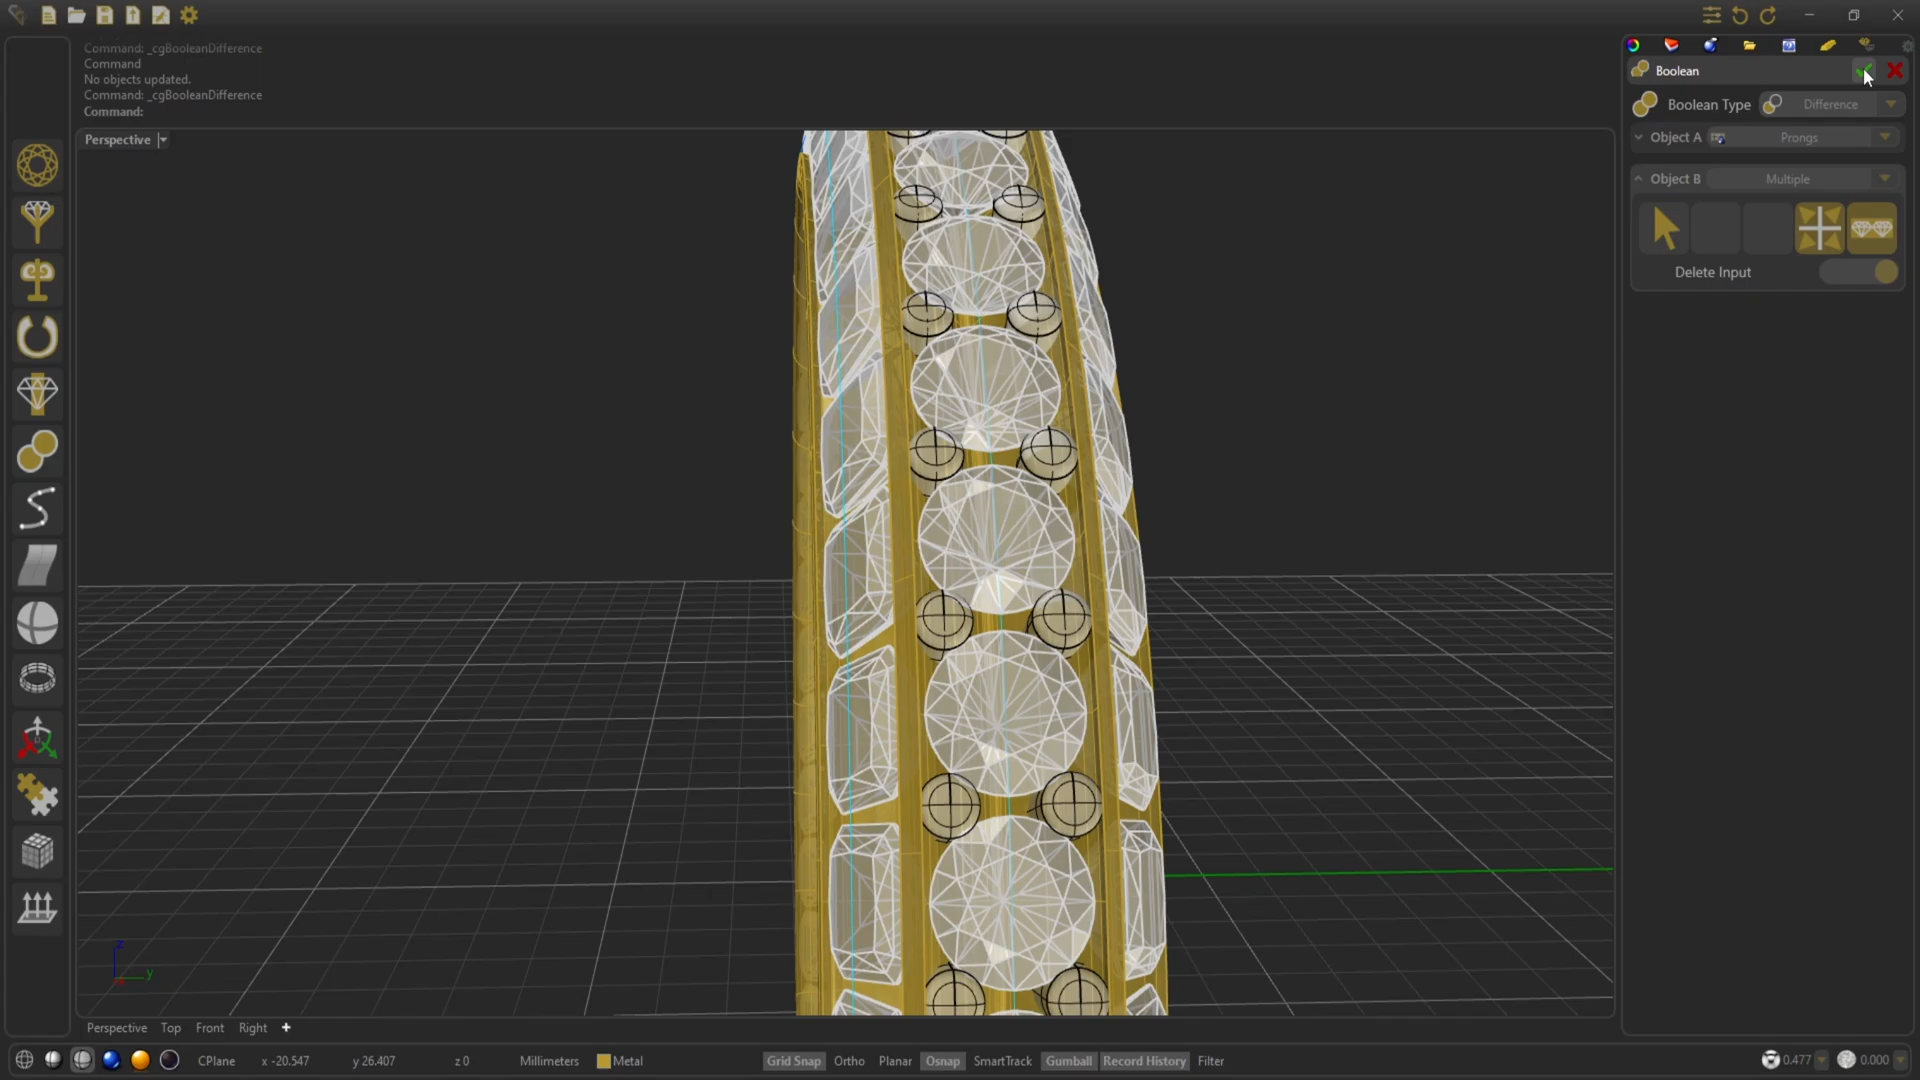 Command: _cgBooleanDifference
Command
No objects updated.
Command: _cgBooleanDifference
Command:
Perspective
Boolean
Boolean Type Difference
Object A Prongs
Object B Multiple
Delete Input
z
y
Perspective Top Front Right
CPlane x -20.547 y 26.407 z 0 Millimeters Metal Grid Snap Ortho Planar Osnap SmartTrack Gumball Record History Filter 0.477 0.000